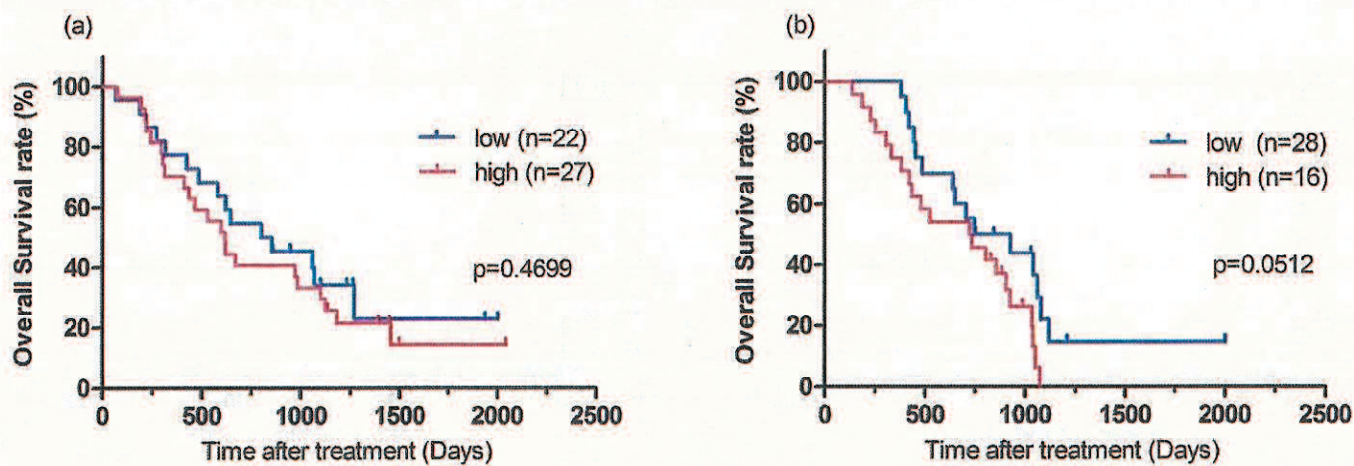 (a)
Overall Survival rate (%)
100
80
60
40
20
0
low (n=22)
high (n=27)
p=0.4699
0 500 1000 1500 2000 2500
Time after treatment (Days)
(b)
Overall Survival rate (%)
100
80
60
40
20
0
low (n=28)
high (n=16)
p=0.0512
0 500 1000 1500 2000 2500
Time after treatment (Days)